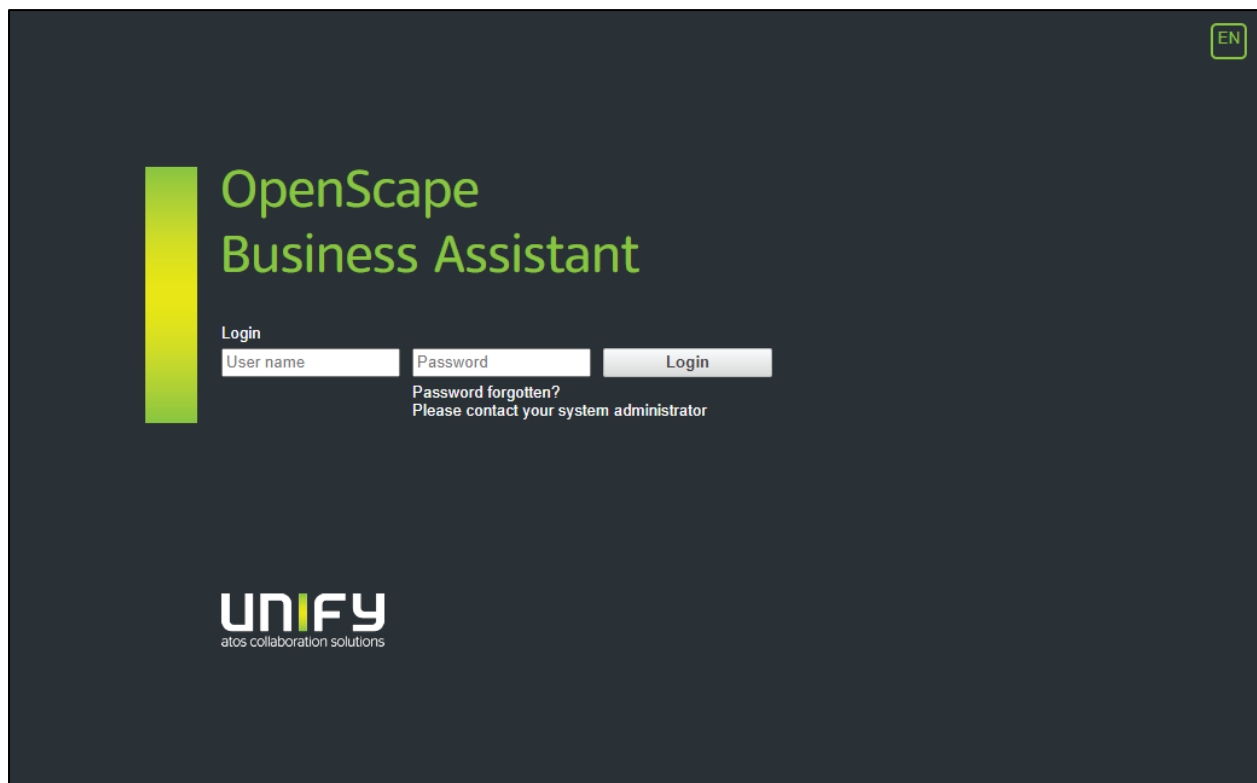 EN
OpenScape
Business Assistant
Login
User name Password Login
Password forgotten?
Please contact your system administrator
UNIFY
atos collaboration solutions